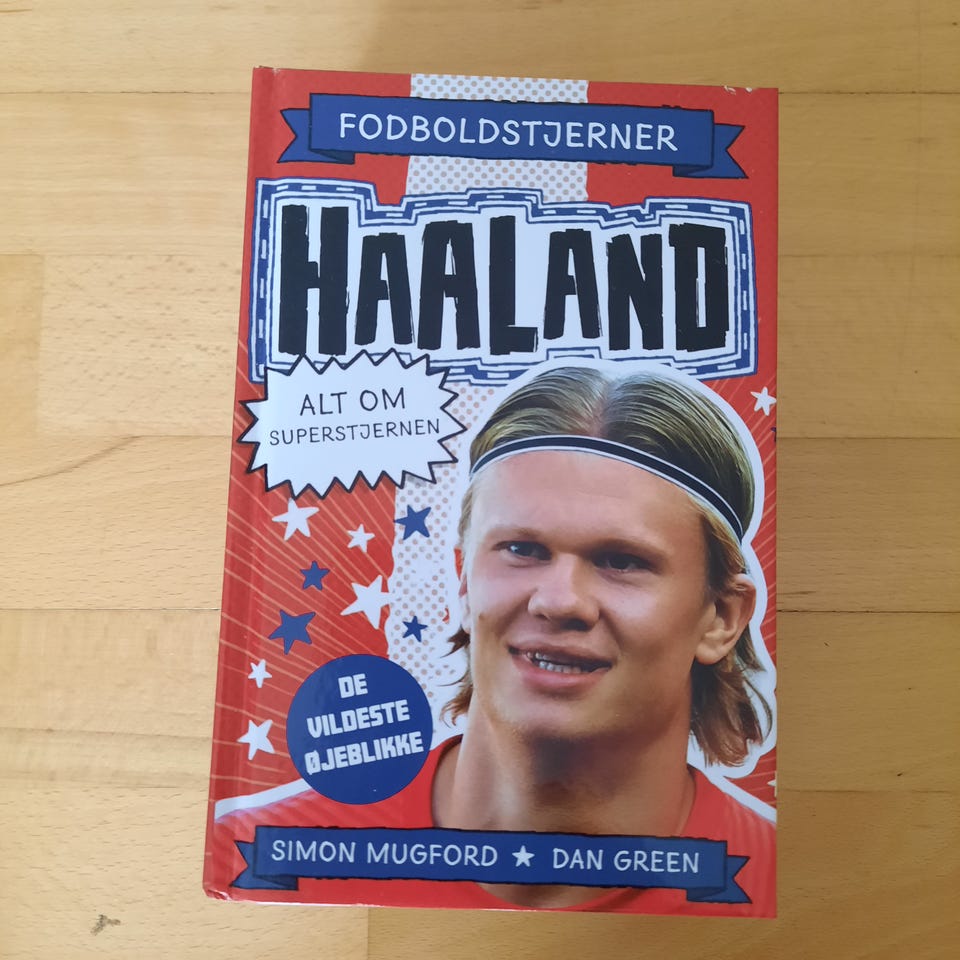 FODBOLDSTJERNER
HAALAND
ALT OM
SUPERSTJERNEN
DE
VILDESTE
ØJEBLIKKE
SIMON MUGFORD ★ DAN GREEN